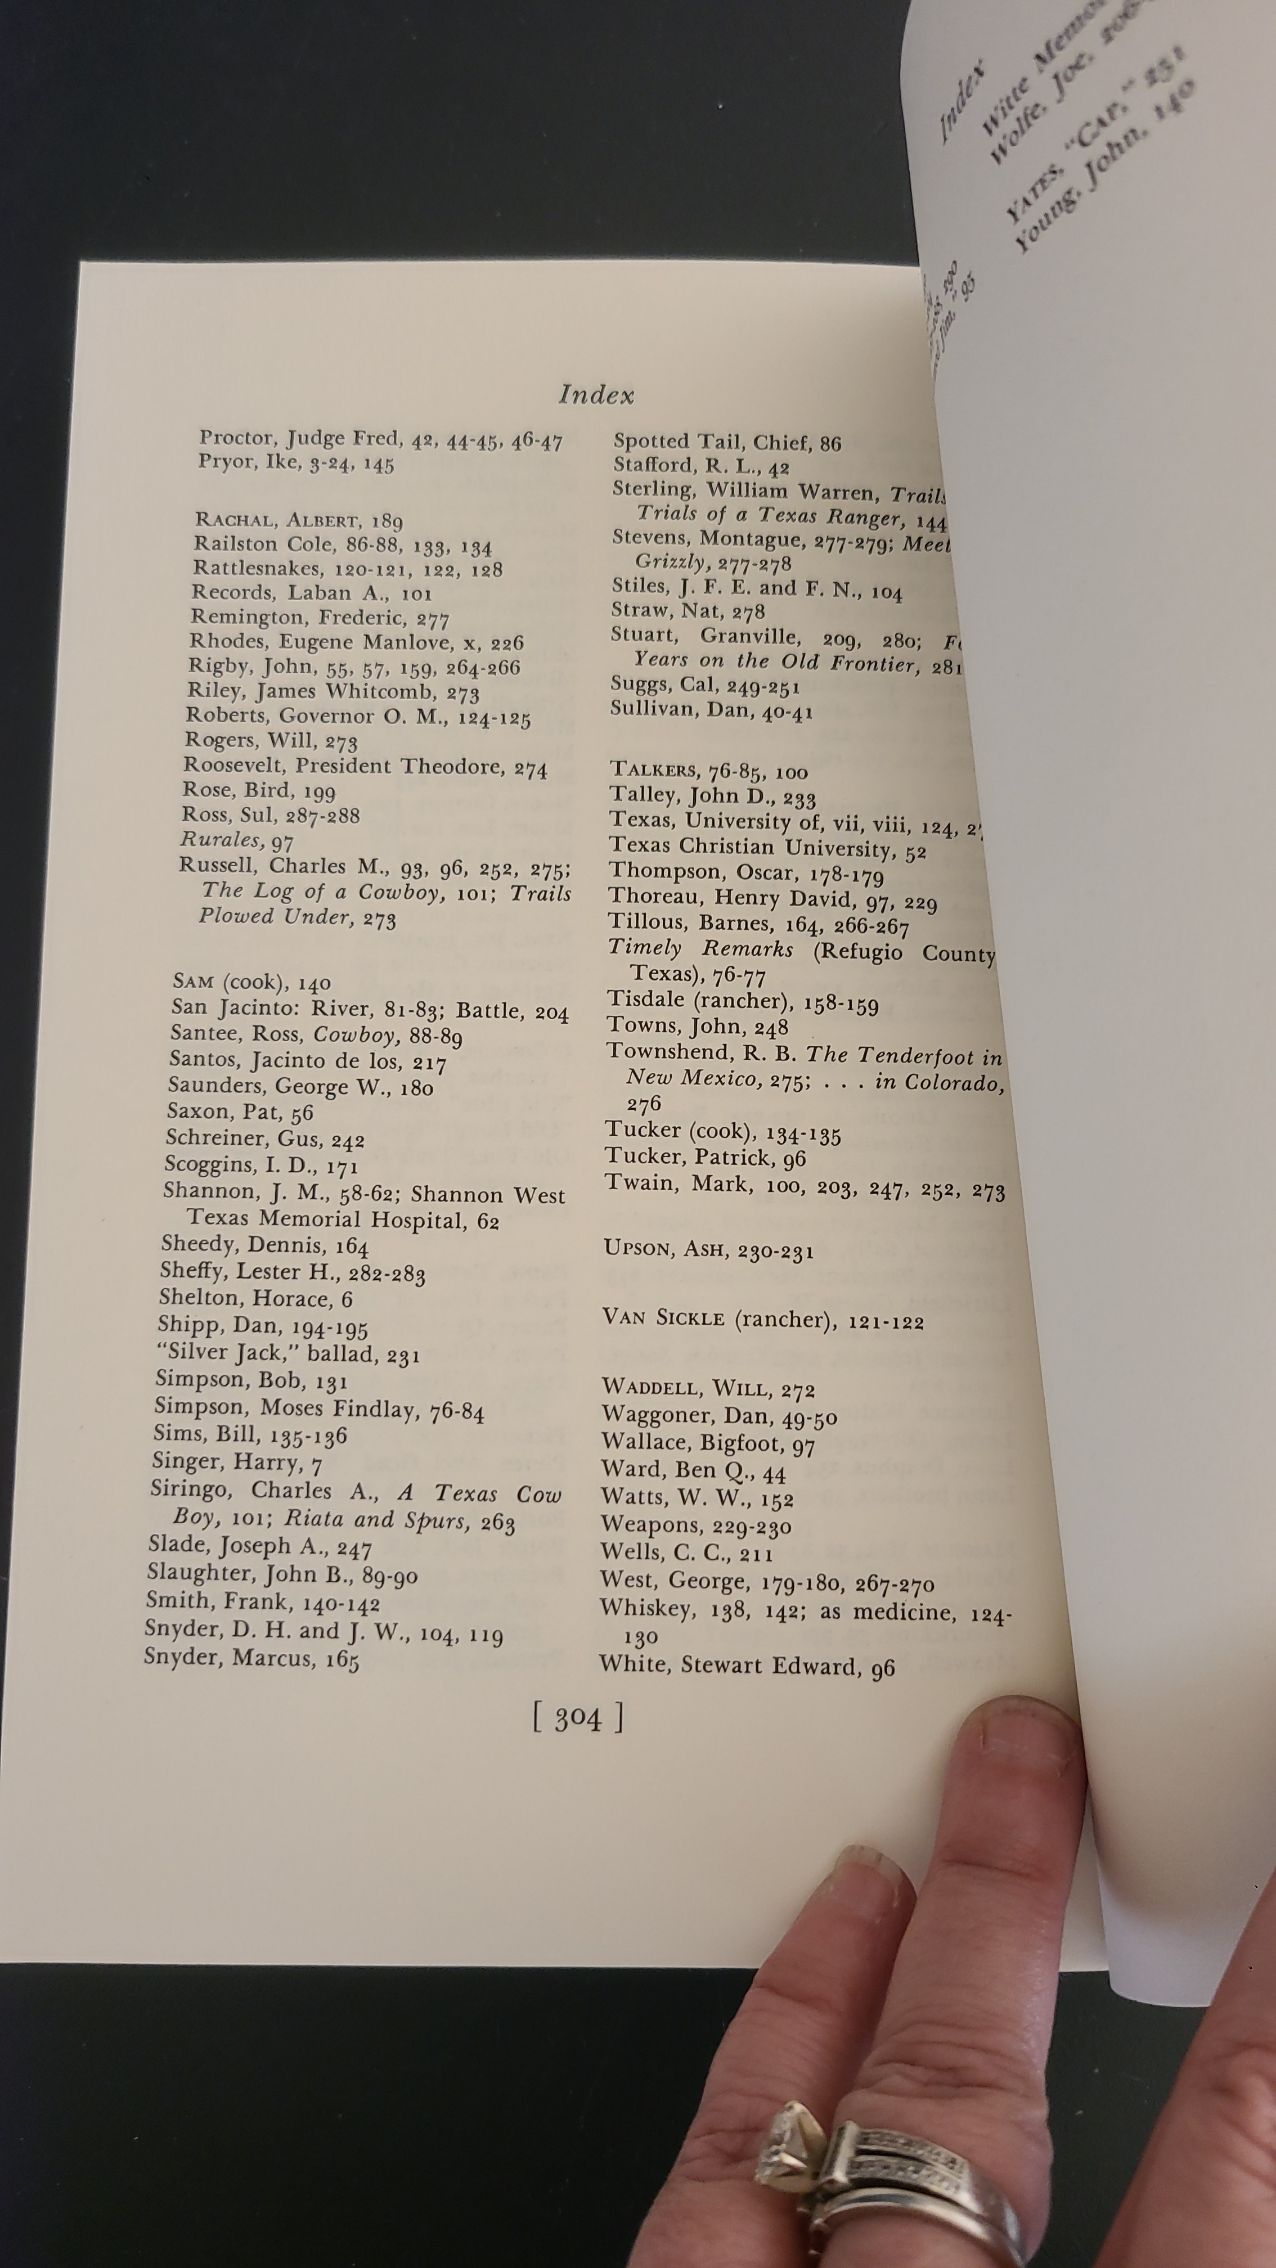 Index
Proctor, Judge Fred, 42, 44-45, 46-47
Pryor, Ike, 3-24, 145
RACHAL, ALBERT, 189
Railston Cole, 86-88, 133, 134
Rattlesnakes, 120-121, 122, 128
Records, Laban A., 101
Remington, Frederic, 277
Rhodes, Eugene Manlove, x, 226
Rigby, John, 55, 57, 159, 264-266
Riley, James Whitcomb, 273
Roberts, Governor O. M., 124-125
Rogers, Will, 273
Roosevelt, President Theodore, 274
Rose, Bird, 199
Ross, Sul, 287-288
Rurales, 97
Russell, Charles M., 93, 96, 252, 275;
The Log of a Cowboy, 101; Trails
Plowed Under, 273
SAM (cook), 140
San Jacinto: River, 81-83; Battle, 204
Santee, Ross, Cowboy, 88-89
Santos, Jacinto de los, 217
Saunders, George W., 180
Saxon, Pat, 56
Schreiner, Gus, 242
Scoggins, I. D., 171
Shannon, J. M., 58-62; Shannon West
Texas Memorial Hospital, 62
Sheedy, Dennis, 164
Sheffy, Lester H., 282-283
Shelton, Horace, 6
Shipp, Dan, 194-195
"Silver Jack," ballad, 231
Simpson, Bob, 131
Simpson, Moses Findlay, 76-84
Sims, Bill, 135-136
Singer, Harry, 7
Siringo, Charles A., A Texas Cow
Boy, 101; Riata and Spurs, 263
Slade, Joseph A., 247
Slaughter, John B., 89-90
Smith, Frank, 140-142
Snyder, D. H. and J. W., 104, 119
Snyder, Marcus, 165
Spotted Tail, Chief, 86
Stafford, R. L., 42
Sterling, William Warren, Trails
Trials of a Texas Ranger, 144
Stevens, Montague, 277-279; Meet
Grizzly, 277-278
Stiles, J. F. E. and F. N., 104
Straw, Nat, 278
Stuart, Granville, 209, 280;
Years on the Old Frontier, 281
Suggs, Cal, 249-251
Sullivan, Dan, 40-41
TALKERS, 76-85, 100
Talley, John D., 233
Texas, University of, vii, viii, 124,
Texas Christian University, 52
Thompson, Oscar, 178-179
Thoreau, Henry David, 97, 229
Tillous, Barnes, 164, 266-267
Timely Remarks (Refugio County
Texas), 76-77
Tisdale (rancher), 158-159
Towns, John, 248
Townshend, R. B. The Tenderfoot in
New Mexico, 275; . . . in Colorado,
276
Tucker (cook), 134-135
Tucker, Patrick, 96
Twain, Mark, 100, 203, 247, 252, 273
UPSON, ASH, 230-231
VAN SICKLE (rancher), 121-122
WADDELL, WILL, 272
Waggoner, Dan, 49-50
Wallace, Bigfoot, 97
Ward, Ben Q., 44
Watts, W. W., 152
Weapons, 229-230
Wells, C. C., 211
West, George, 179-180, 267-270
Whiskey, 138, 142; as medicine, 124-
130
White, Stewart Edward, 96
[ 304 ]
Index
Witte
Wolfe, Joe,
YATES, "CAP," 251
Young, John, 140
290
Jim," 95